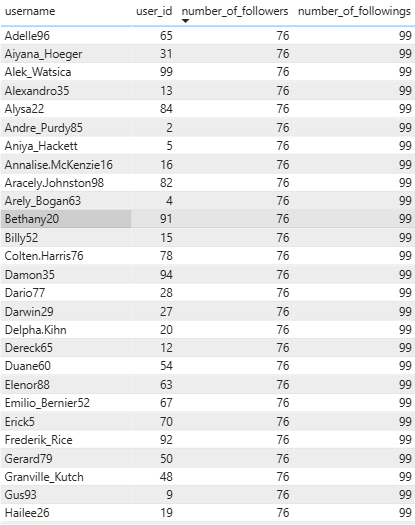 username user_id number_of_followers number_of_followings
Adelle96 65 76 99
Aiyana_Hoeger 31 76 99
Alek_Watsica 99 76 99
Alexandro35 13 76 99
Alysa22 84 76 99
Andre_Purdy85 2 76 99
Aniya_Hackett 5 76 99
Annalise.McKenzie16 16 76 99
Aracely.Johnston98 82 76 99
Arely_Bogan63 4 76 99
Bethany20 91 76 99
Billy52 15 76 99
Colten.Harris76 78 76 99
Damon35 94 76 99
Dario77 28 76 99
Darwin29 27 76 99
Delpha.Kihn 20 76 99
Dereck65 12 76 99
Duane60 54 76 99
Elenor88 63 76 99
Emilio_Bernier52 67 76 99
Erick5 70 76 99
Frederik_Rice 92 76 99
Gerard79 50 76 99
Granville_Kutch 48 76 99
Gus93 9 76 99
Hailee26 19 76 99